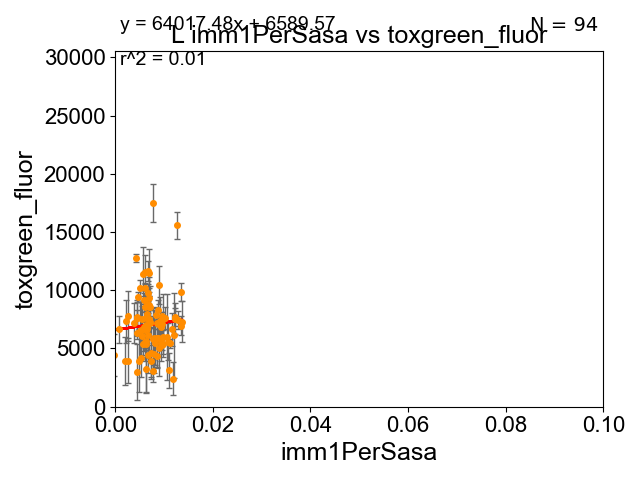 y = 64017.48x + 6589.57
N = 94
L imm1PerSasa vs toxgreen_fluor
r^2 = 0.01
30000
25000
20000
15000
10000
5000
0
toxgreen_fluor
0.00 0.02 0.04 0.06 0.08 0.10
imm1PerSasa